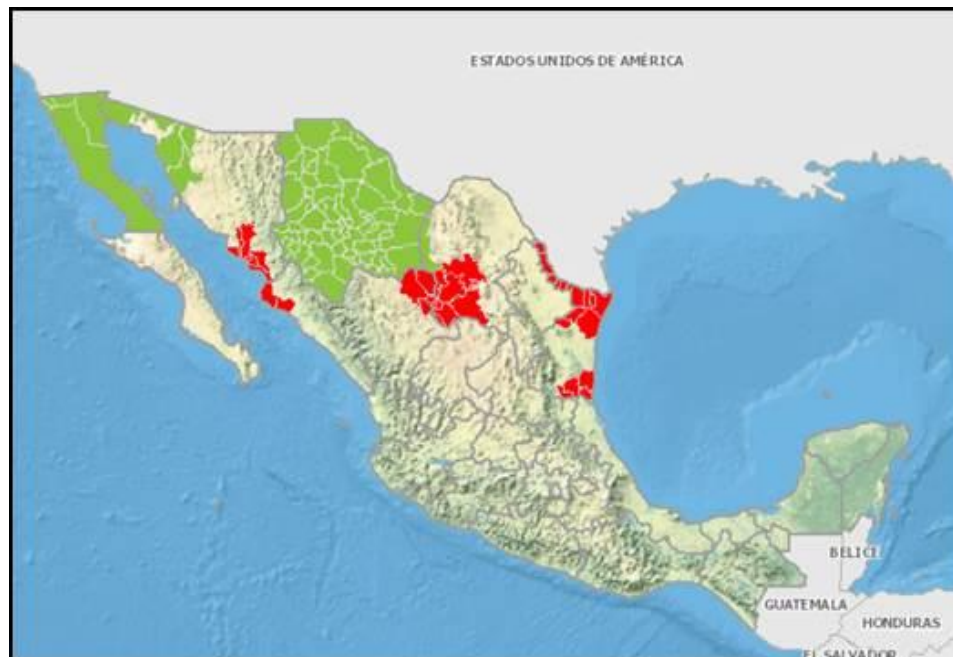 ESTADOS UNIDOS DE AMÉRICA
BELICE
GUATEMALA
HONDURAS
EL SALVADOR